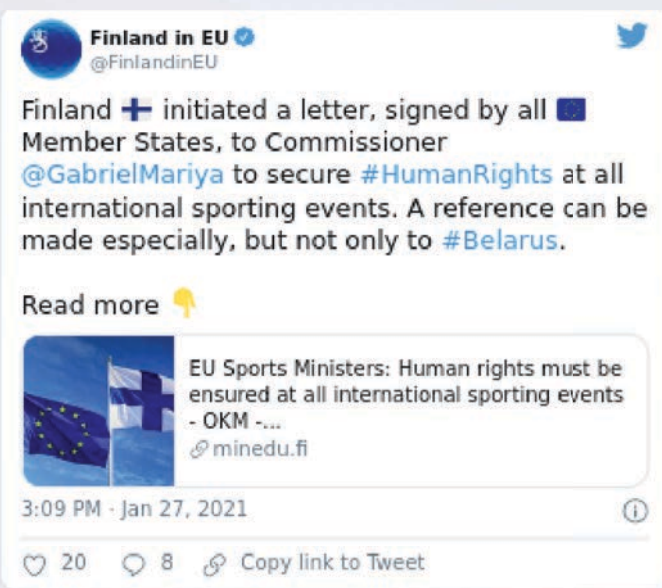 Finland in EU
@FinlandinEU
Finland 🇫🇮 initiated a letter, signed by all 🇪🇺
Member States, to Commissioner
@GabrielMariya to secure #HumanRights at all
international sporting events. A reference can be
made especially, but not only to #Belarus.
Read more 👇
EU Sports Ministers: Human rights must be
ensured at all international sporting events
- OKM -...
minedu.fi
3:09 PM · Jan 27, 2021
20 8 Copy link to Tweet